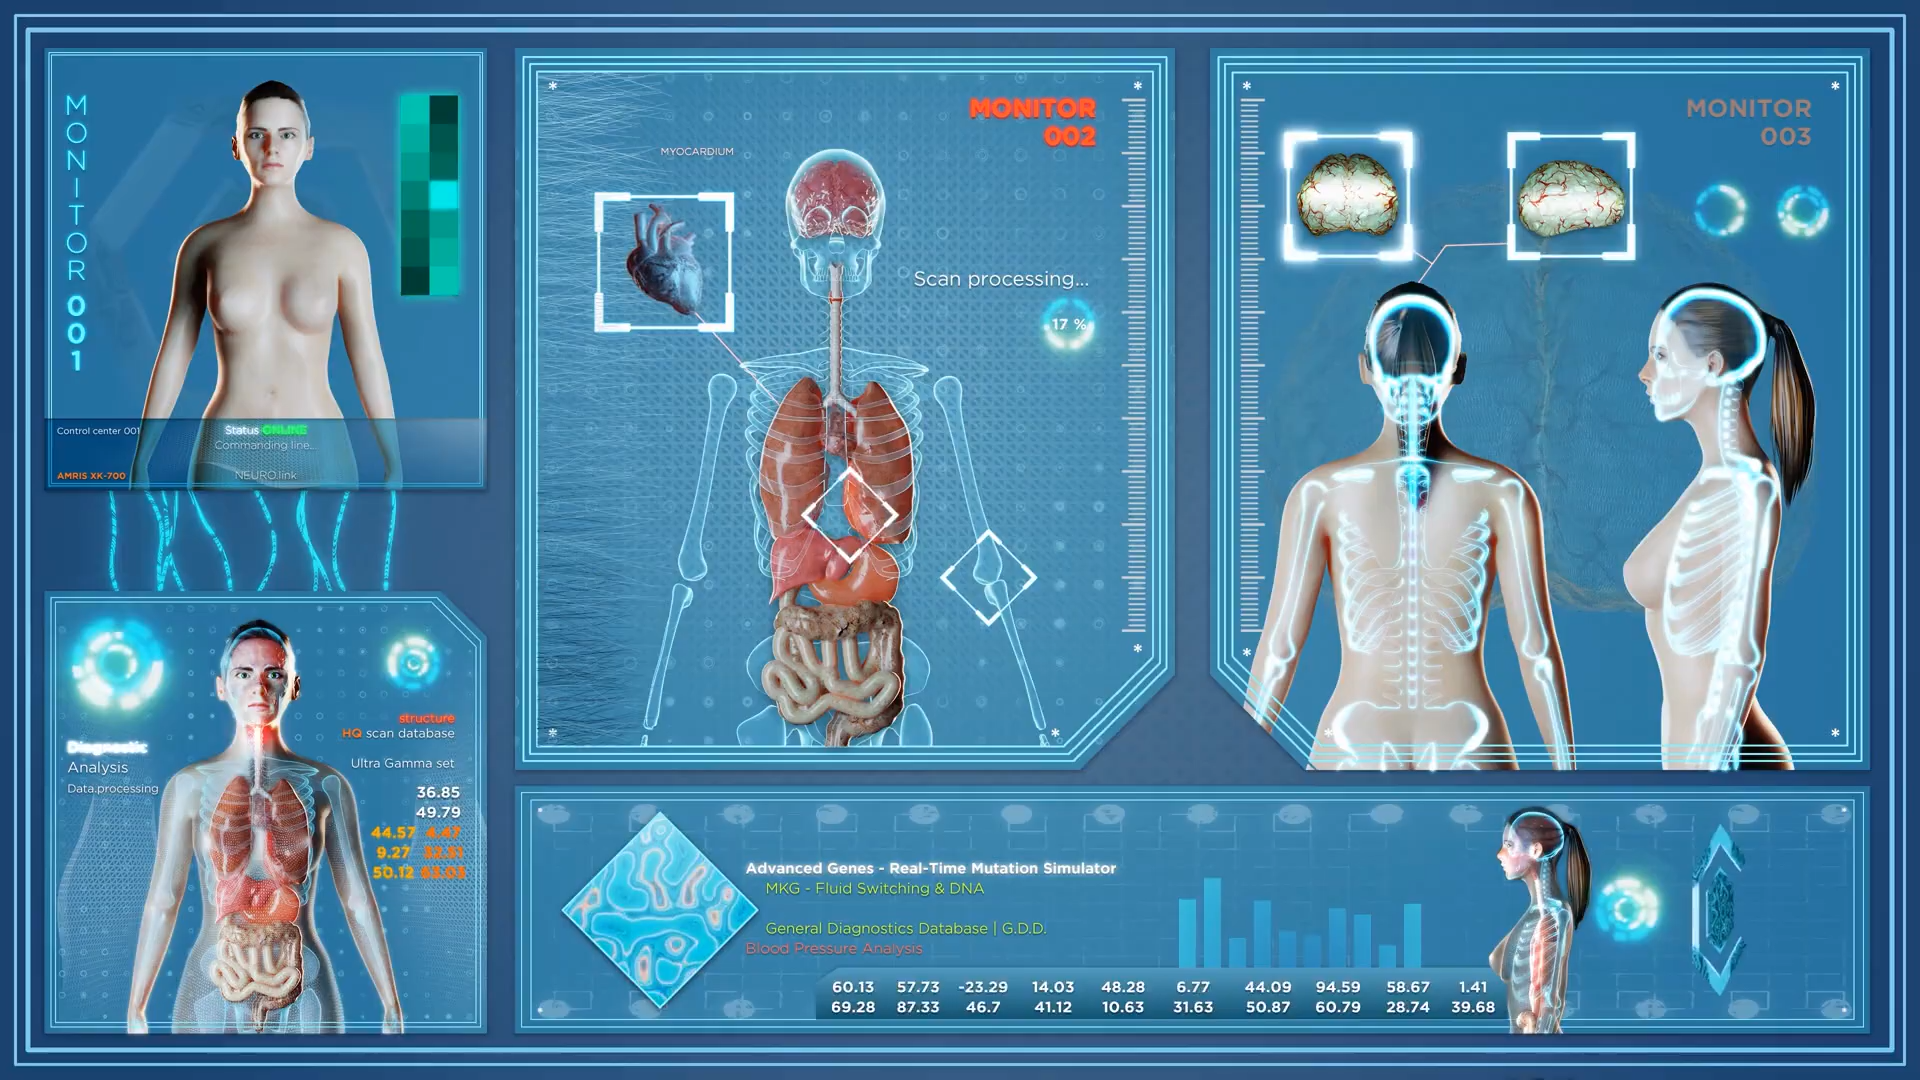 MONITOR 001
Control center 001
Status ONLINE
Commanding line...
AMRIS XK-700
NEURO.link
MONITOR
002
MYOCARDIUM
Scan processing...
17 %
MONITOR
003
structure
HQ scan database
Ultra Gamma set
Diagnostic
Analysis
Data.processing
36.85
49.79
44.57 4.47
9.27
50.12
Advanced Genes - Real-Time Mutation Simulator
MKG - Fluid Switching & DNA
General Diagnostics Database | G.D.D.
Blood Pressure Analysis
60.13 57.73 -23.29 14.03 48.28 6.77 44.09 94.59 58.67 1.41
69.28 87.33 46.7 41.12 10.63 31.63 50.87 60.79 28.74 39.68